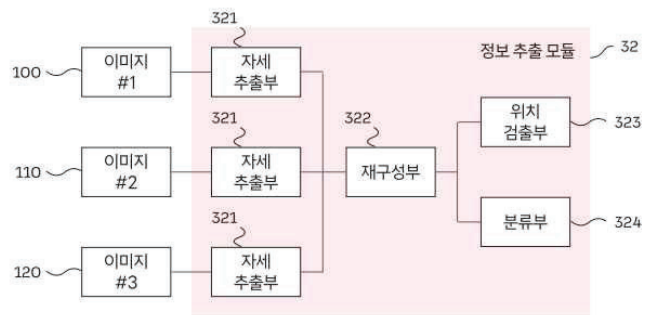 321
정보 추출 모듈
32
100
이미지
#1
자세
추출부
321
322
위치
검출부
323
110
이미지
#2
자세
추출부
재구성부
321
분류부
324
120
이미지
#3
자세
추출부